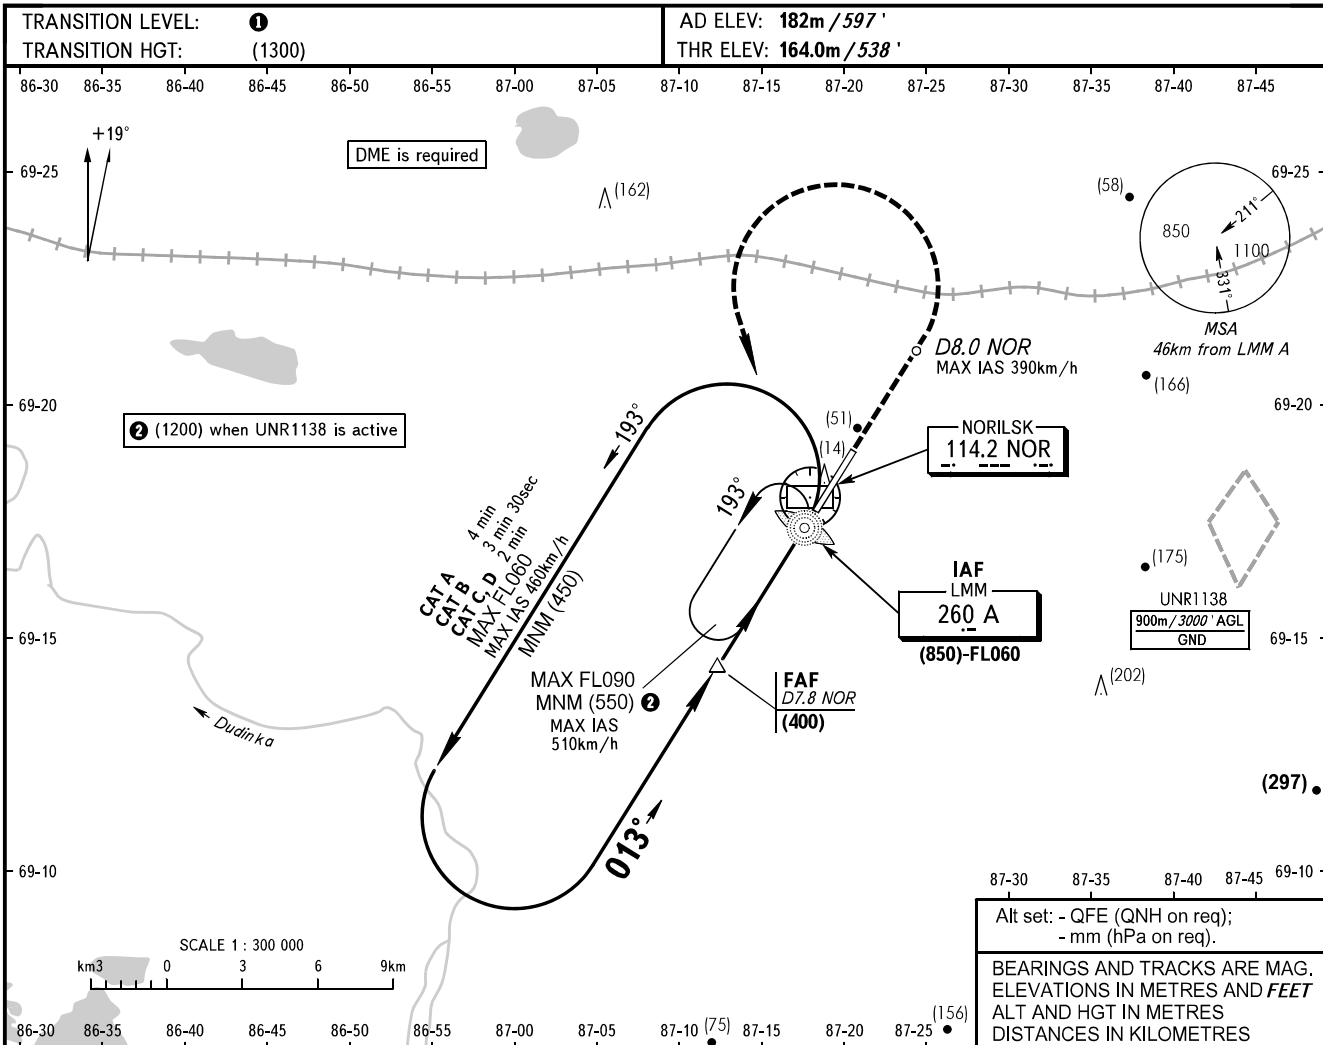 TRANSITION LEVEL: ❶
TRANSITION HGT: (1300)
AD ELEV: 182m / 597 '
THR ELEV: 164.0m / 538 '
86-30 86-35 86-40 86-45 86-50 86-55 87-00 87-05 87-10 87-15 87-20 87-25 87-30 87-35 87-40 87-45
+19°
DME is required
69-25 69-25
(162)
(58)
850
211°
1100
331°
MSA
46km from LMM A
D8.0 NOR
MAX IAS 390km/h
(166)
69-20 69-20
❷ (1200) when UNR1138 is active
193°
(51)
(14)
NORILSK
114.2 NOR
193°
CAT A 4 min
CAT B 3 min 30sec
CAT C, D 2 min
MAX FL060
MAX IAS 460km/h
MNM (450)
(175)
IAF
LMM
260 A
(850)-FL060
UNR1138
900m/3000 ' AGL
GND
69-15 69-15
MAX FL090
MNM (550) ❷
MAX IAS
510km/h
FAF
D7.8 NOR
(400)
(202)
Dudinka
(297)
013°
69-10 69-10
87-30 87-35 87-40 87-45
Alt set: - QFE (QNH on req);
- mm (hPa on req).
SCALE 1 : 300 000
km3 0 3 6 9km
BEARINGS AND TRACKS ARE MAG.
ELEVATIONS IN METRES AND FEET
ALT AND HGT IN METRES
DISTANCES IN KILOMETRES
86-30 86-35 86-40 86-45 86-50 86-55 87-00 87-05 87-10 (75) 87-15 87-20 87-25 (156)